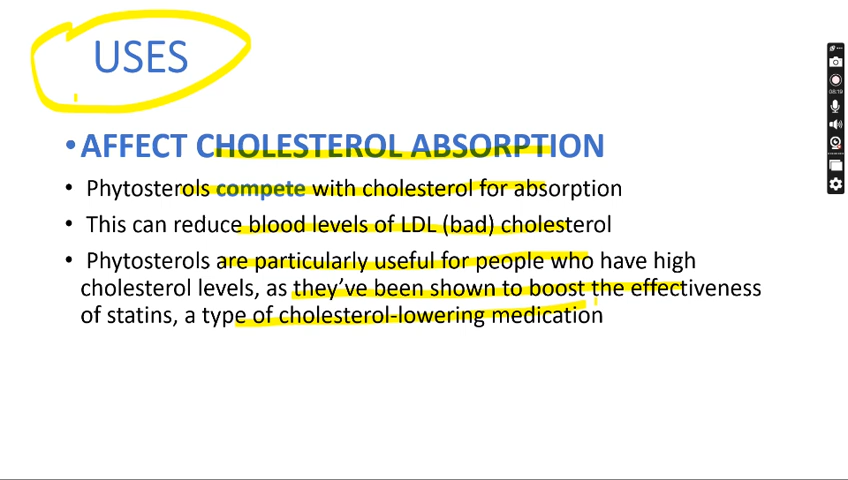 USES
•AFFECT CHOLESTEROL ABSORPTION
• Phytosterols compete with cholesterol for absorption
• This can reduce blood levels of LDL (bad) cholesterol
• Phytosterols are particularly useful for people who have high
cholesterol levels, as they’ve been shown to boost the effectiveness
of statins, a type of cholesterol-lowering medication
08:19